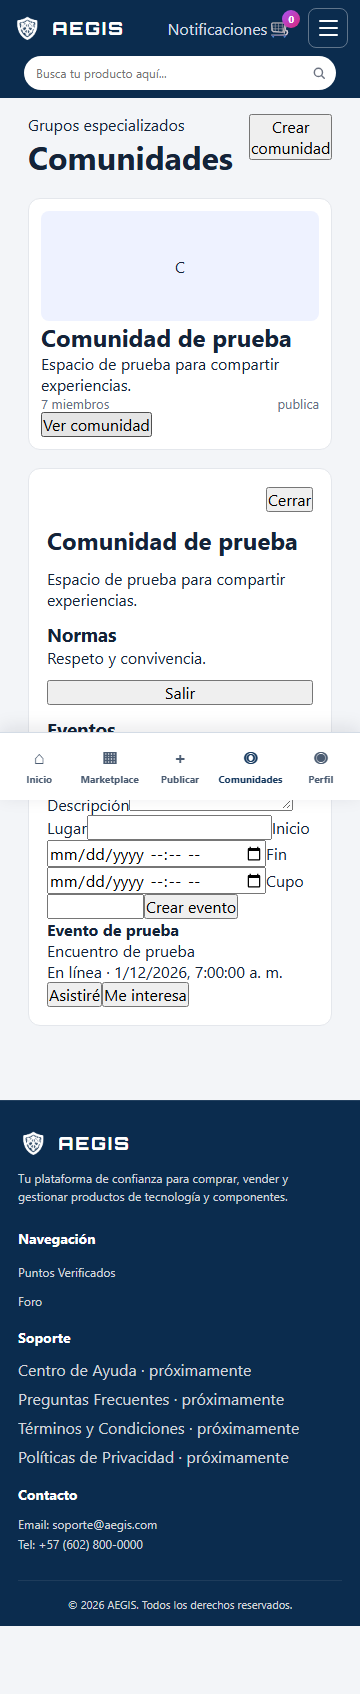 AEGIS
Notificaciones
0
Busca tu producto aquí...
Grupos especializados
Comunidades
Crear
comunidad
C
Comunidad de prueba
Espacio de prueba para compartir
experiencias.
7 miembros
publica
Ver comunidad
Cerrar
Comunidad de prueba
Espacio de prueba para compartir
experiencias.
Normas
Respeto y convivencia.
Salir
Eventos
Inicio
Marketplace
Publicar
Comunidades
Perfil
Descripción
Lugar
Inicio
mm/dd/yyyy --:-- --
Fin
mm/dd/yyyy --:-- --
Cupo
Crear evento
Evento de prueba
Encuentro de prueba
En línea · 1/12/2026, 7:00:00 a. m.
Asistiré
Me interesa
AEGIS
Tu plataforma de confianza para comprar, vender y
gestionar productos de tecnología y componentes.
Navegación
Puntos Verificados
Foro
Soporte
Centro de Ayuda · próximamente
Preguntas Frecuentes · próximamente
Términos y Condiciones · próximamente
Políticas de Privacidad · próximamente
Contacto
Email: soporte@aegis.com
Tel: +57 (602) 800-0000
© 2026 AEGIS. Todos los derechos reservados.